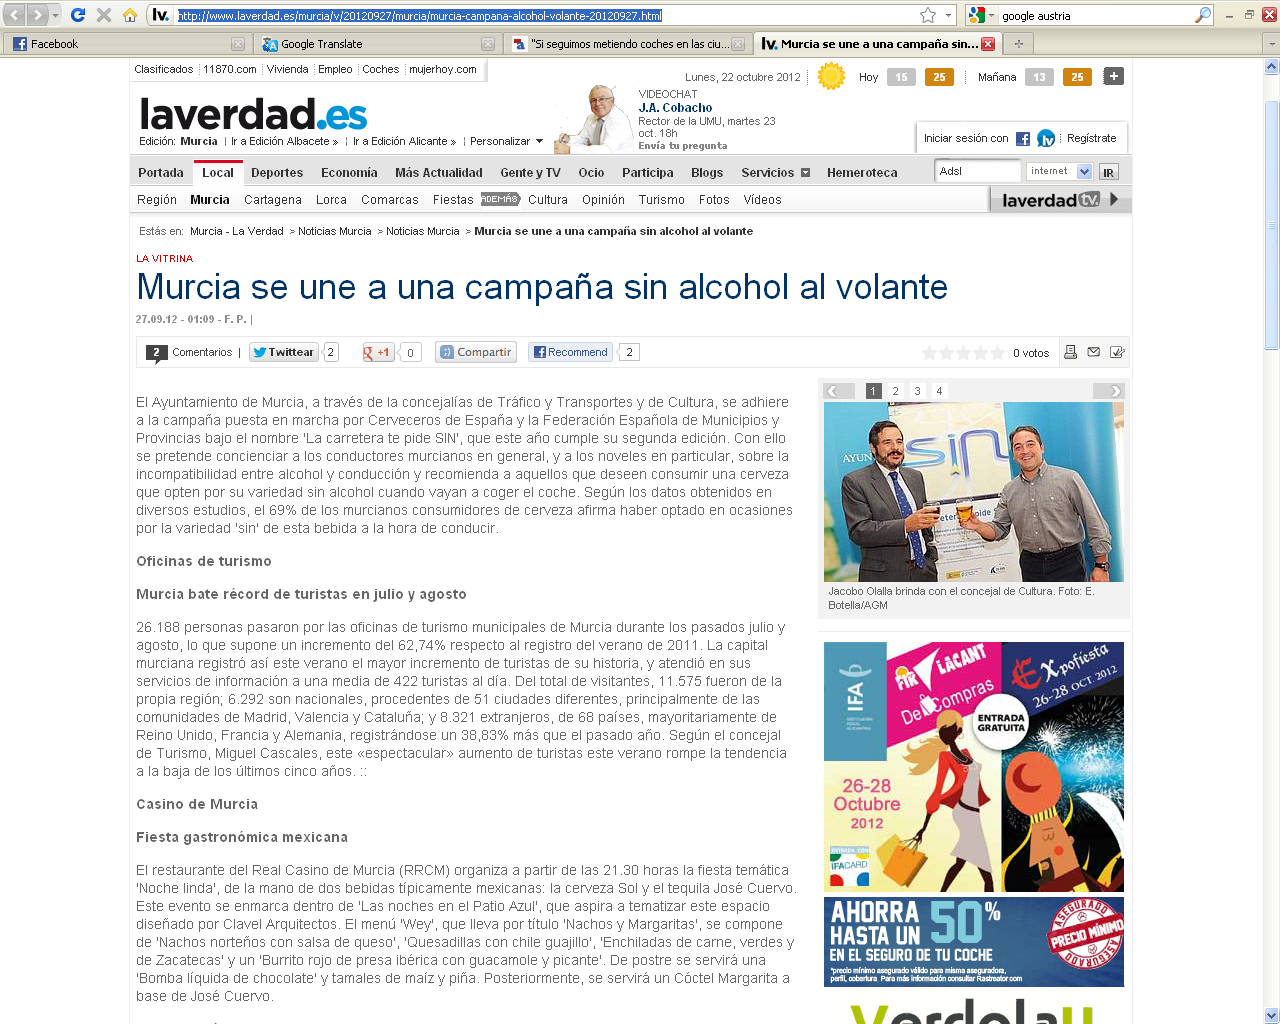 http://www.laverdad.es/murcia/v/20120927/murcia/murcia-campana-alcohol-volante-20120927.html
google austria
Facebook
Google Translate
"Si seguimos metiendo coches en las ciu...
lv. Murcia se une a una campaña sin...
Clasificados 11870.com Vivienda Empleo Coches mujerhoy.com
Lunes, 22 octubre 2012 Hoy 15 25 Mañana 13 25 +
laverdad.es
VIDEOCHAT
J.A. Cobacho
Rector de la UMU, martes 23
oct. 18h
Envía tu pregunta
Edición: Murcia | Ir a Edición Albacete » | Ir a Edición Alicante » | Personalizar
Iniciar sesión con Regístrate
Portada Local Deportes Economía Más Actualidad Gente y TV Ocio Participa Blogs Servicios Hemeroteca
Adsl internet IR
Región Murcia Cartagena Lorca Comarcas Fiestas ADEMÁS Cultura Opinión Turismo Fotos Vídeos
laverdad tv
Estás en: Murcia - La Verdad > Noticias Murcia > Noticias Murcia > Murcia se une a una campaña sin alcohol al volante
LA VITRINA
Murcia se une a una campaña sin alcohol al volante
27.09.12 - 01:09 - F. P. |
2 Comentarios | Twittear 2 +1 0 Compartir Recommend 2
0 votos
El Ayuntamiento de Murcia, a través de la concejalías de Tráfico y Transportes y de Cultura, se adhiere
a la campaña puesta en marcha por Cerveceros de España y la Federación Española de Municipios y
Provincias bajo el nombre 'La carretera te pide SIN', que este año cumple su segunda edición. Con ello
se pretende concienciar a los conductores murcianos en general, y a los noveles en particular, sobre la
incompatibilidad entre alcohol y conducción y recomienda a aquellos que deseen consumir una cerveza
que opten por su variedad sin alcohol cuando vayan a coger el coche. Según los datos obtenidos en
diversos estudios, el 69% de los murcianos consumidores de cerveza afirma haber optado en ocasiones
por la variedad 'sin' de esta bebida a la hora de conducir.
Oficinas de turismo
Murcia bate récord de turistas en julio y agosto
26.188 personas pasaron por las oficinas de turismo municipales de Murcia durante los pasados julio y
agosto, lo que supone un incremento del 62,74% respecto al registro del verano de 2011. La capital
murciana registró así este verano el mayor incremento de turistas de su historia, y atendió en sus
servicios de información a una media de 422 turistas al día. Del total de visitantes, 11.575 fueron de la
propia región; 6.292 son nacionales, procedentes de 51 ciudades diferentes, principalmente de las
comunidades de Madrid, Valencia y Cataluña; y 8.321 extranjeros, de 68 países, mayoritariamente de
Reino Unido, Francia y Alemania, registrándose un 38,83% más que el pasado año. Según el concejal
de Turismo, Miguel Cascales, este «espectacular» aumento de turistas este verano rompe la tendencia
a la baja de los últimos cinco años. ::
Casino de Murcia
Fiesta gastronómica mexicana
El restaurante del Real Casino de Murcia (RRCM) organiza a partir de las 21.30 horas la fiesta temática
'Noche linda', de la mano de dos bebidas típicamente mexicanas: la cerveza Sol y el tequila José Cuervo.
Este evento se enmarca dentro de 'Las noches en el Patio Azul', que aspira a tematizar este espacio
diseñado por Clavel Arquitectos. El menú 'Wey', que lleva por título 'Nachos y Margaritas', se compone
de 'Nachos norteños con salsa de queso', 'Quesadillas con chile guajillo', 'Enchiladas de carne, verdes y
de Zacatecas' y un 'Burrito rojo de presa ibérica con guacamole y picante'. De postre se servirá una
'Bomba líquida de chocolate' y tamales de maíz y piña. Posteriormente, se servirá un Cóctel Margarita a
base de José Cuervo.
1 2 3 4
AYUN
sin
Jacobo Olalla brinda con el concejal de Cultura. Foto: E.
Botella/AGM
IFA
FIRALACANT
De Compras
Expofiesta
26-28 OCT. 2012
ENTRADA
GRATUITA
26-28
Octubre
2012
ENTRADA CON
IFACARD
AHORRA
HASTA UN 50%
EN EL SEGURO DE TU COCHE
*precio mínimo asegurado válido para misma aseguradora,
perfil, cobertura. Para más información consultar Rastreator.com
ASEGURADO
PRECIO MÍNIMO
ASEGURADO